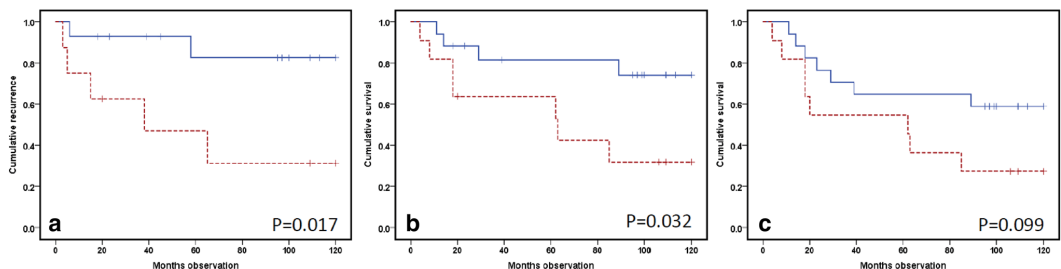 Cumulative recurrence
1.0
0.8
0.6
0.4
0.2
0.0
a
P=0.017
0 20 40 60 80 100 120
Months observation
Cumulative survival
1.0
0.8
0.6
0.4
0.2
0.0
b
P=0.032
0 20 40 60 80 100 120
Months observation
Cumulative survival
1.0
0.8
0.6
0.4
0.2
0.0
c
P=0.099
0 20 40 60 80 100 120
Months observation